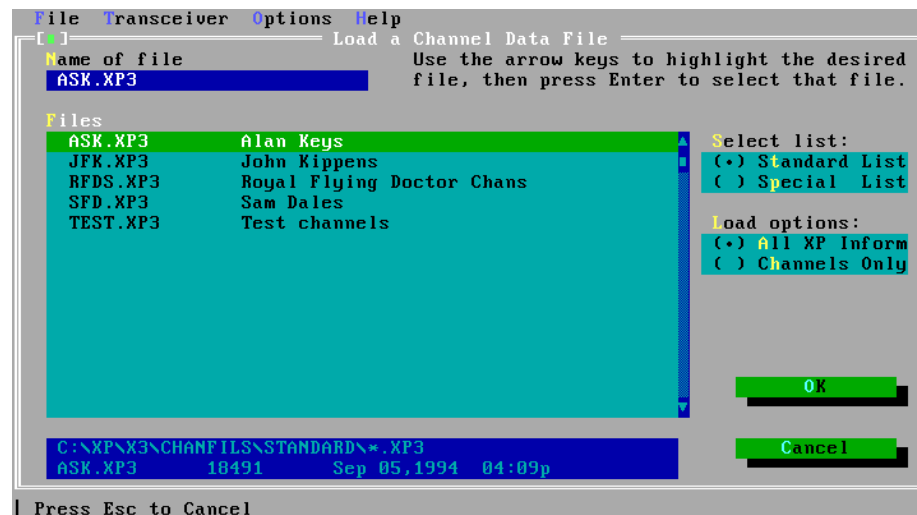 File Transceiver Options Help
[■] Load a Channel Data File
Name of file
ASK.XP3
Use the arrow keys to highlight the desired
file, then press Enter to select that file.
Files
ASK.XP3 Alan Keys
JFK.XP3 John Kippens
RFDS.XP3 Royal Flying Doctor Chans
SFD.XP3 Sam Dales
TEST.XP3 Test channels
Select list:
(•) Standard List
( ) Special List
Load options:
(•) All XP Inform
( ) Channels Only
OK
Cancel
C:\XP\X3\CHANFILS\STANDARD\*.XP3
ASK.XP3 18491 Sep 05,1994 04:09p
Press Esc to Cancel